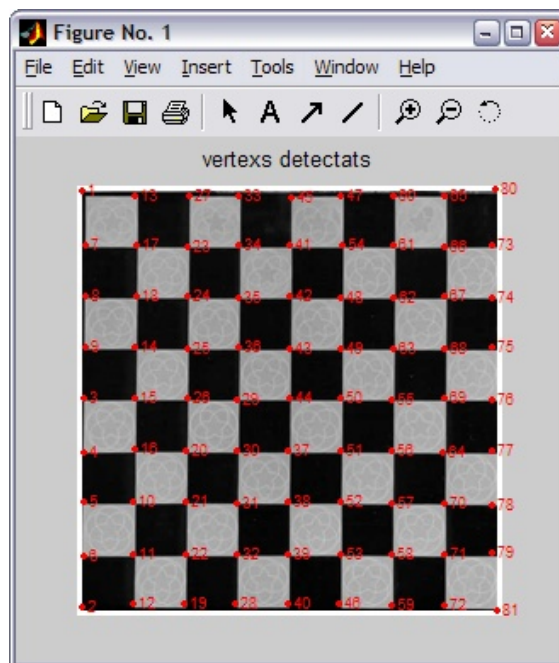 Figure No. 1
File Edit View Insert Tools Window Help
A
vertexs detectats
1 13 27 33 45 47 60 65 80
7 17 23 34 41 54 61 66 73
8 18 24 35 42 48 62 67 74
9 14 25 36 43 49 63 68 75
3 15 26 29 44 50 55 69 76
4 16 20 30 37 51 56 64 77
5 10 21 31 38 52 57 70 78
6 11 22 32 39 53 58 71 79
2 12 19 28 40 46 59 72 81